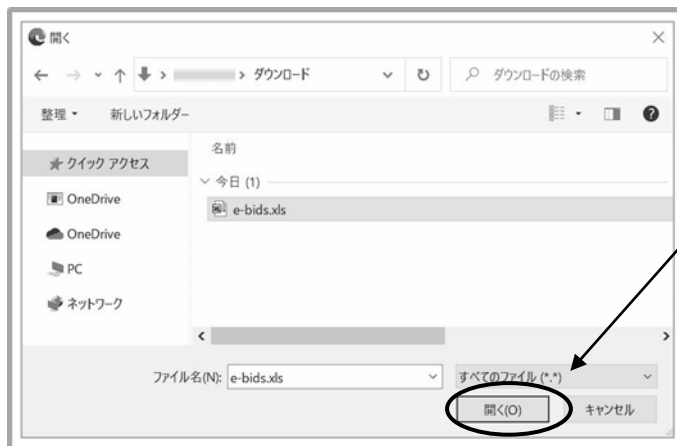 開く
> > ダウンロード ダウンロードの検索
整理 新しいフォルダー
クイック アクセス
OneDrive
OneDrive
PC
ネットワーク
名前
今日 (1)
e-bids.xls
ファイル名(N): e-bids.xls すべてのファイル (*.*)
開く(O) キャンセル